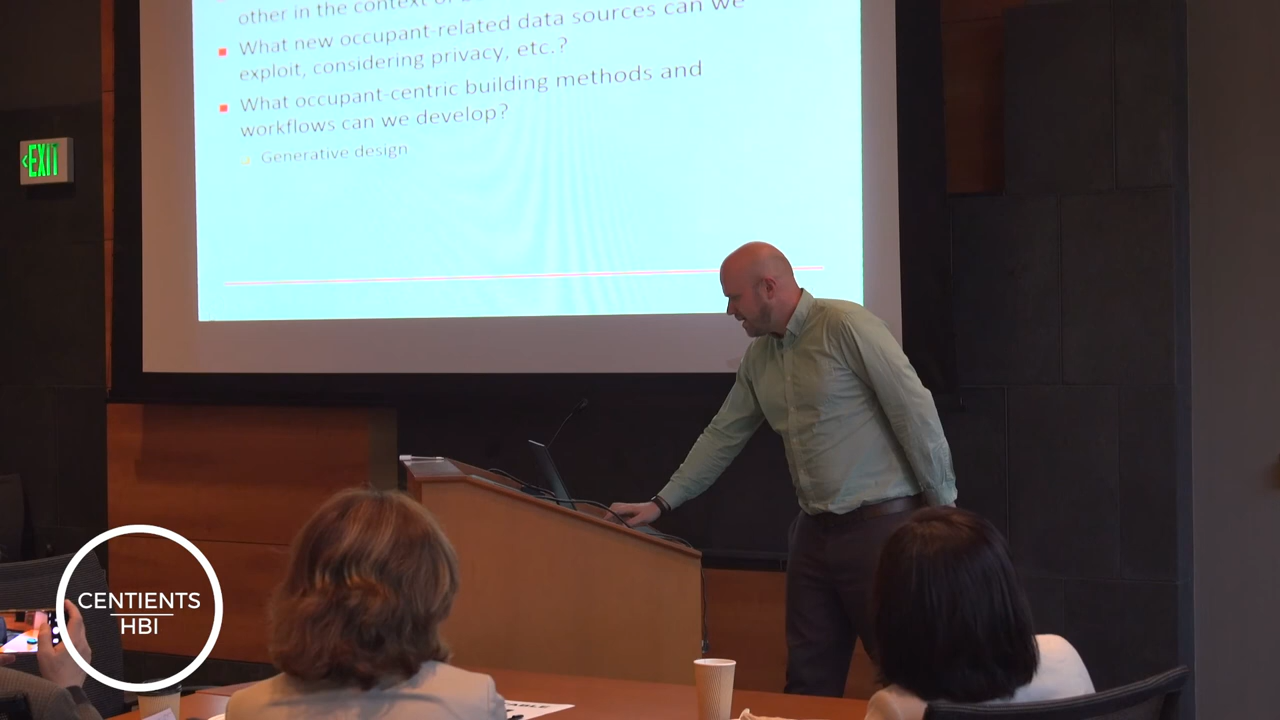 other in the context of
What new occupant-related data sources can we
exploit, considering privacy, etc.?
What occupant-centric building methods and
workflows can we develop?
Generative design
EXIT
CENTIENTS
HBI